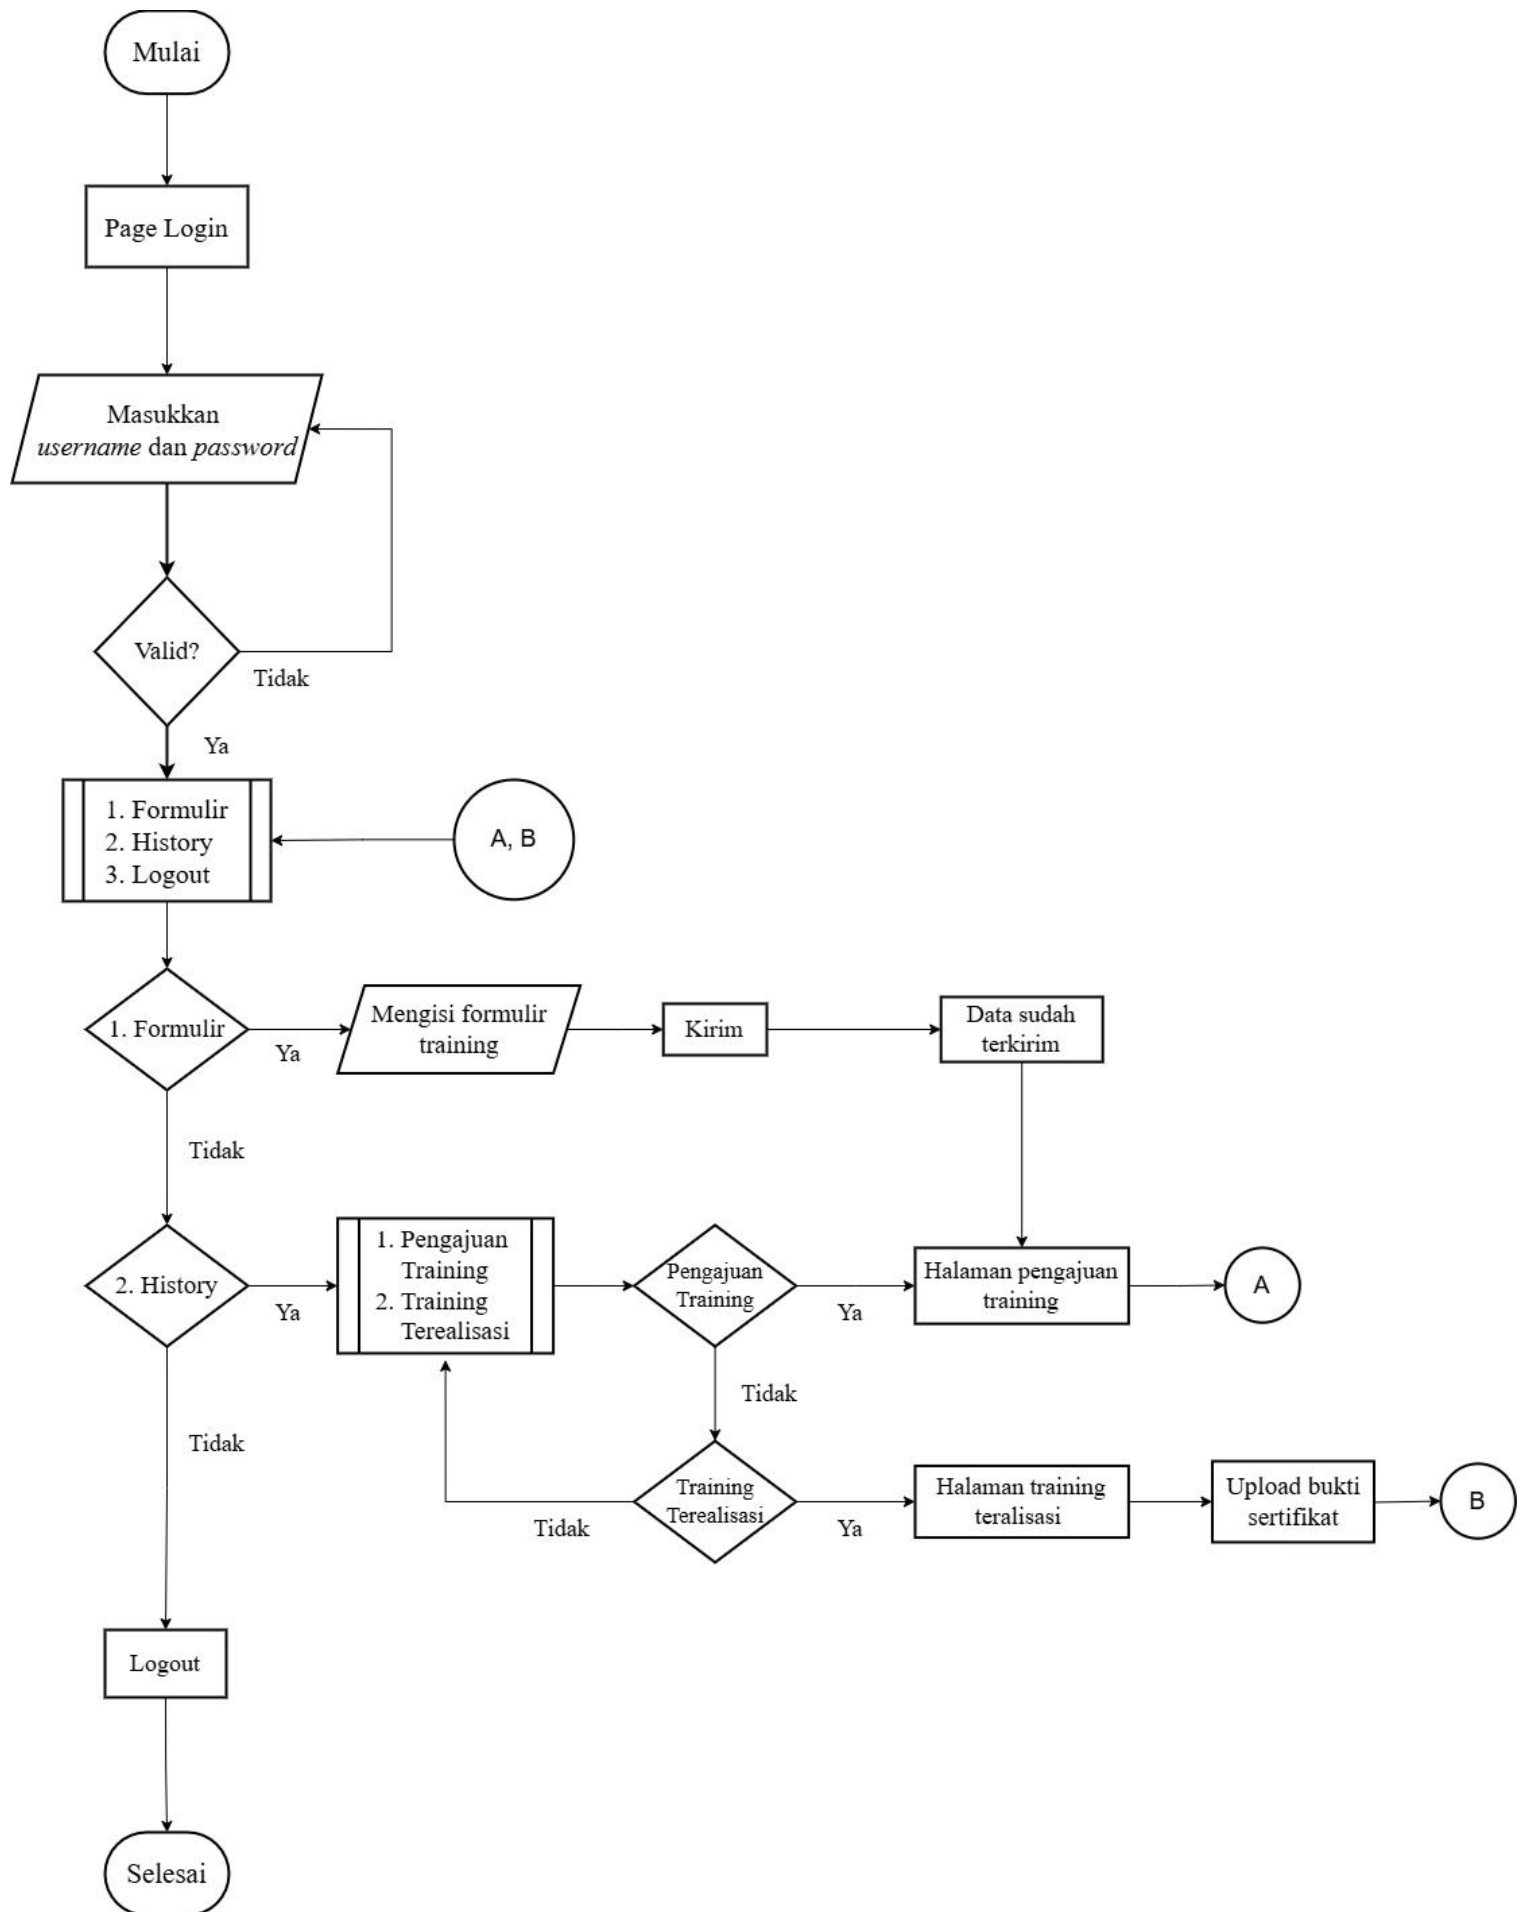 Mulai
Page Login
Masukkan
username dan password
Valid?
Tidak
Ya
1. Formulir
2. History
3. Logout
A, B
1. Formulir
Ya
Mengisi formulir
training
Kirim
Data sudah
terkirim
Tidak
2. History
Ya
1. Pengajuan
Training
2. Training
Terealisasi
Pengajuan
Training
Ya
Halaman pengajuan
training
A
Tidak
Tidak
Training
Terealisasi
Tidak
Ya
Halaman training
teralisasi
Upload bukti
sertifikat
B
Logout
Selesai